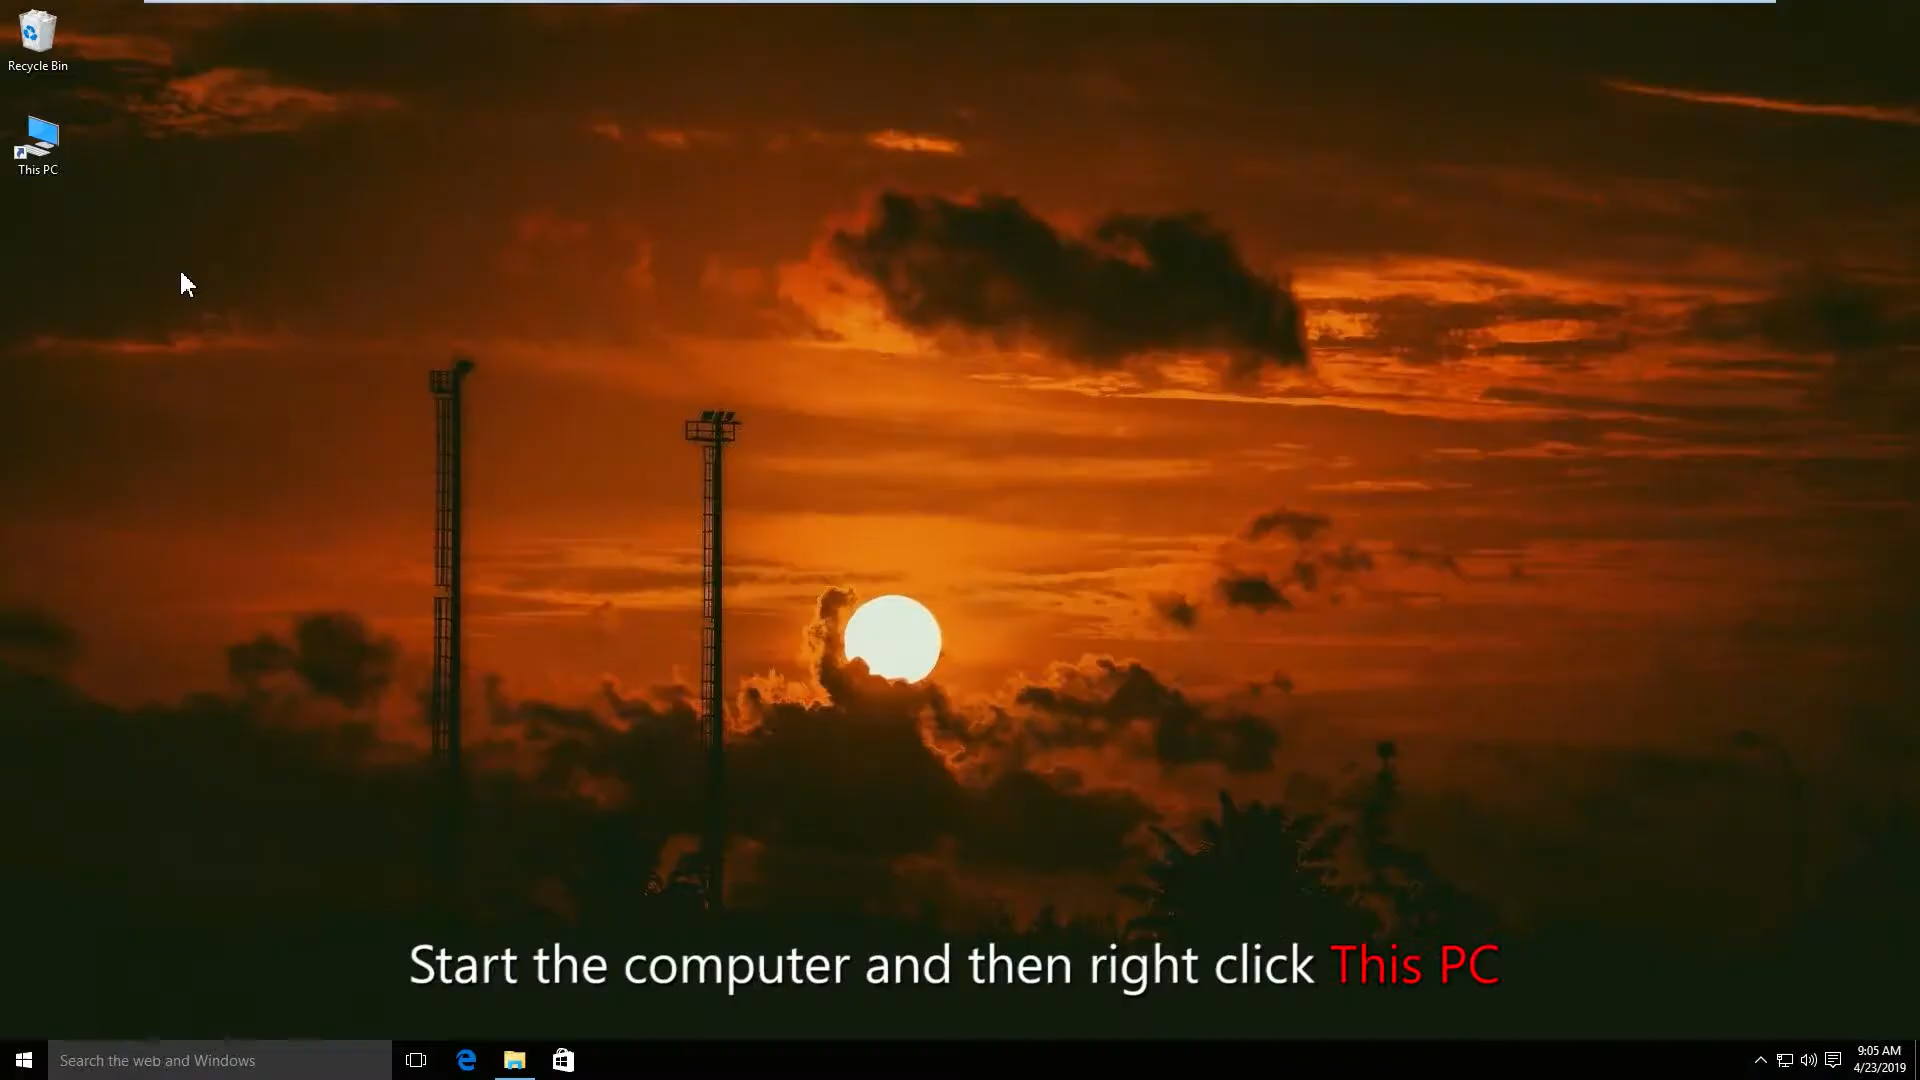 Recycle Bin
This PC
Start the computer and then right click This PC
Search the web and Windows
9:05 AM
4/23/2019